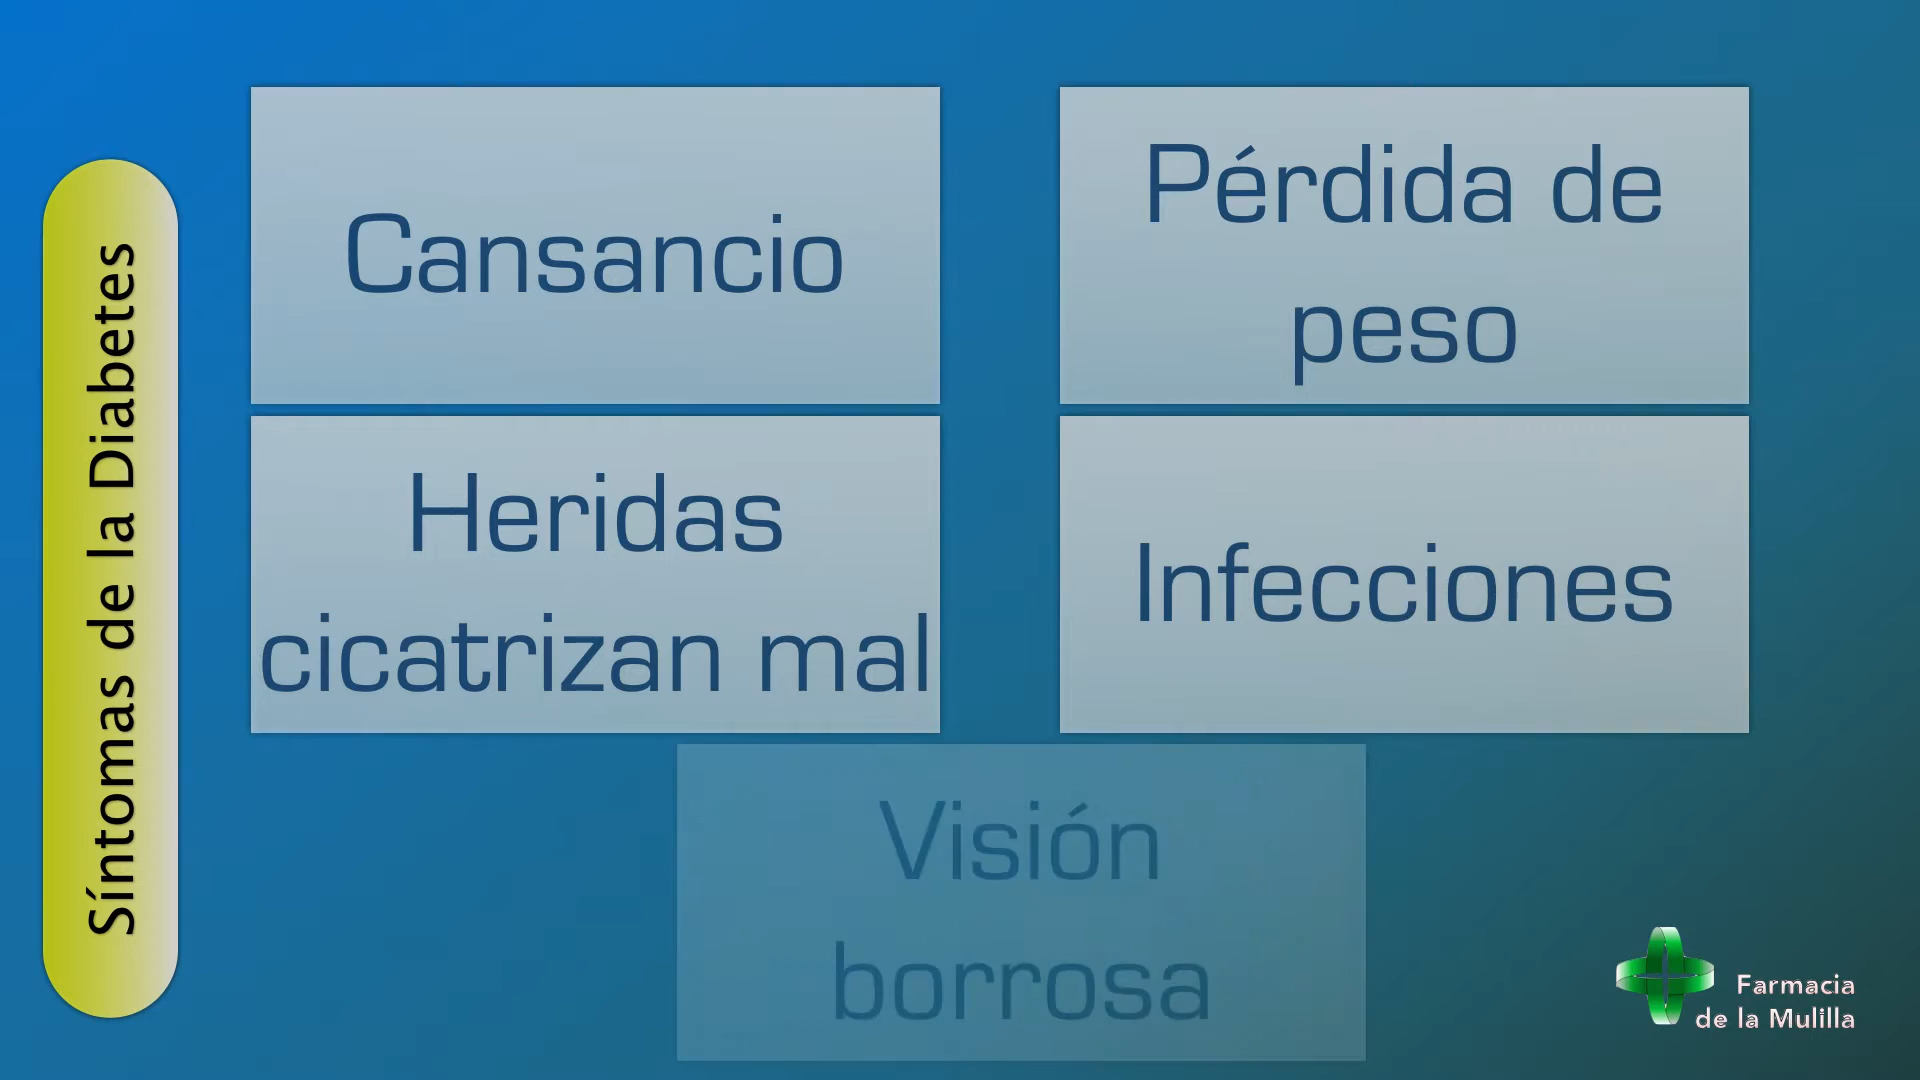 Síntomas de la Diabetes
Cansancio
Pérdida de
peso
Heridas
cicatrizan mal
Infecciones
Visión
borrosa
Farmacia
de la Mulilla